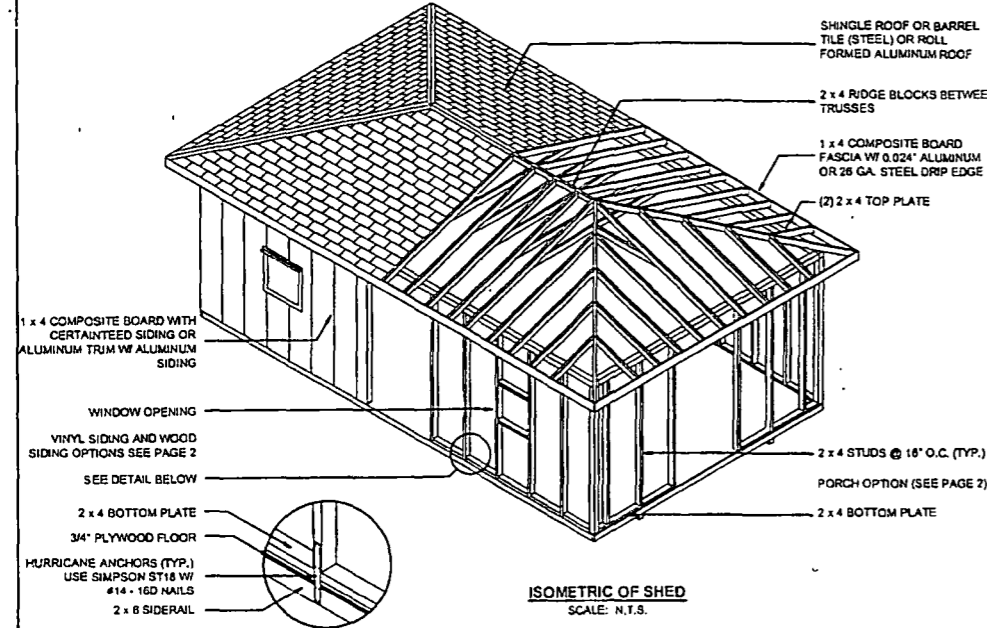 SHINGLE ROOF OR BARREL
TILE (STEEL) OR ROLL
FORMED ALUMINUM ROOF
2 x 4 RIDGE BLOCKS BETWEE
TRUSSES
1 x 4 COMPOSITE BOARD
FASCIA W/ 0.024" ALUMINUM
OR 26 GA. STEEL DRIP EDGE
(2) 2 x 4 TOP PLATE
1 x 4 COMPOSITE BOARD WITH
CERTAINTEED SIDING OR
ALUMINUM TRIM W/ ALUMINUM
SIDING
WINDOW OPENING
VINYL SIDING AND WOOD
SIDING OPTIONS SEE PAGE 2
SEE DETAIL BELOW
2 x 4 BOTTOM PLATE
3/4" PLYWOOD FLOOR
HURRICANE ANCHORS (TYP.)
USE SIMPSON ST18 W/
#14 - 16D NAILS
2 x 6 SIDERAIL
2 x 4 STUDS @ 16" O.C. (TYP.)
PORCH OPTION (SEE PAGE 2)
2 x 4 BOTTOM PLATE
ISOMETRIC OF SHED
SCALE: N.T.S.